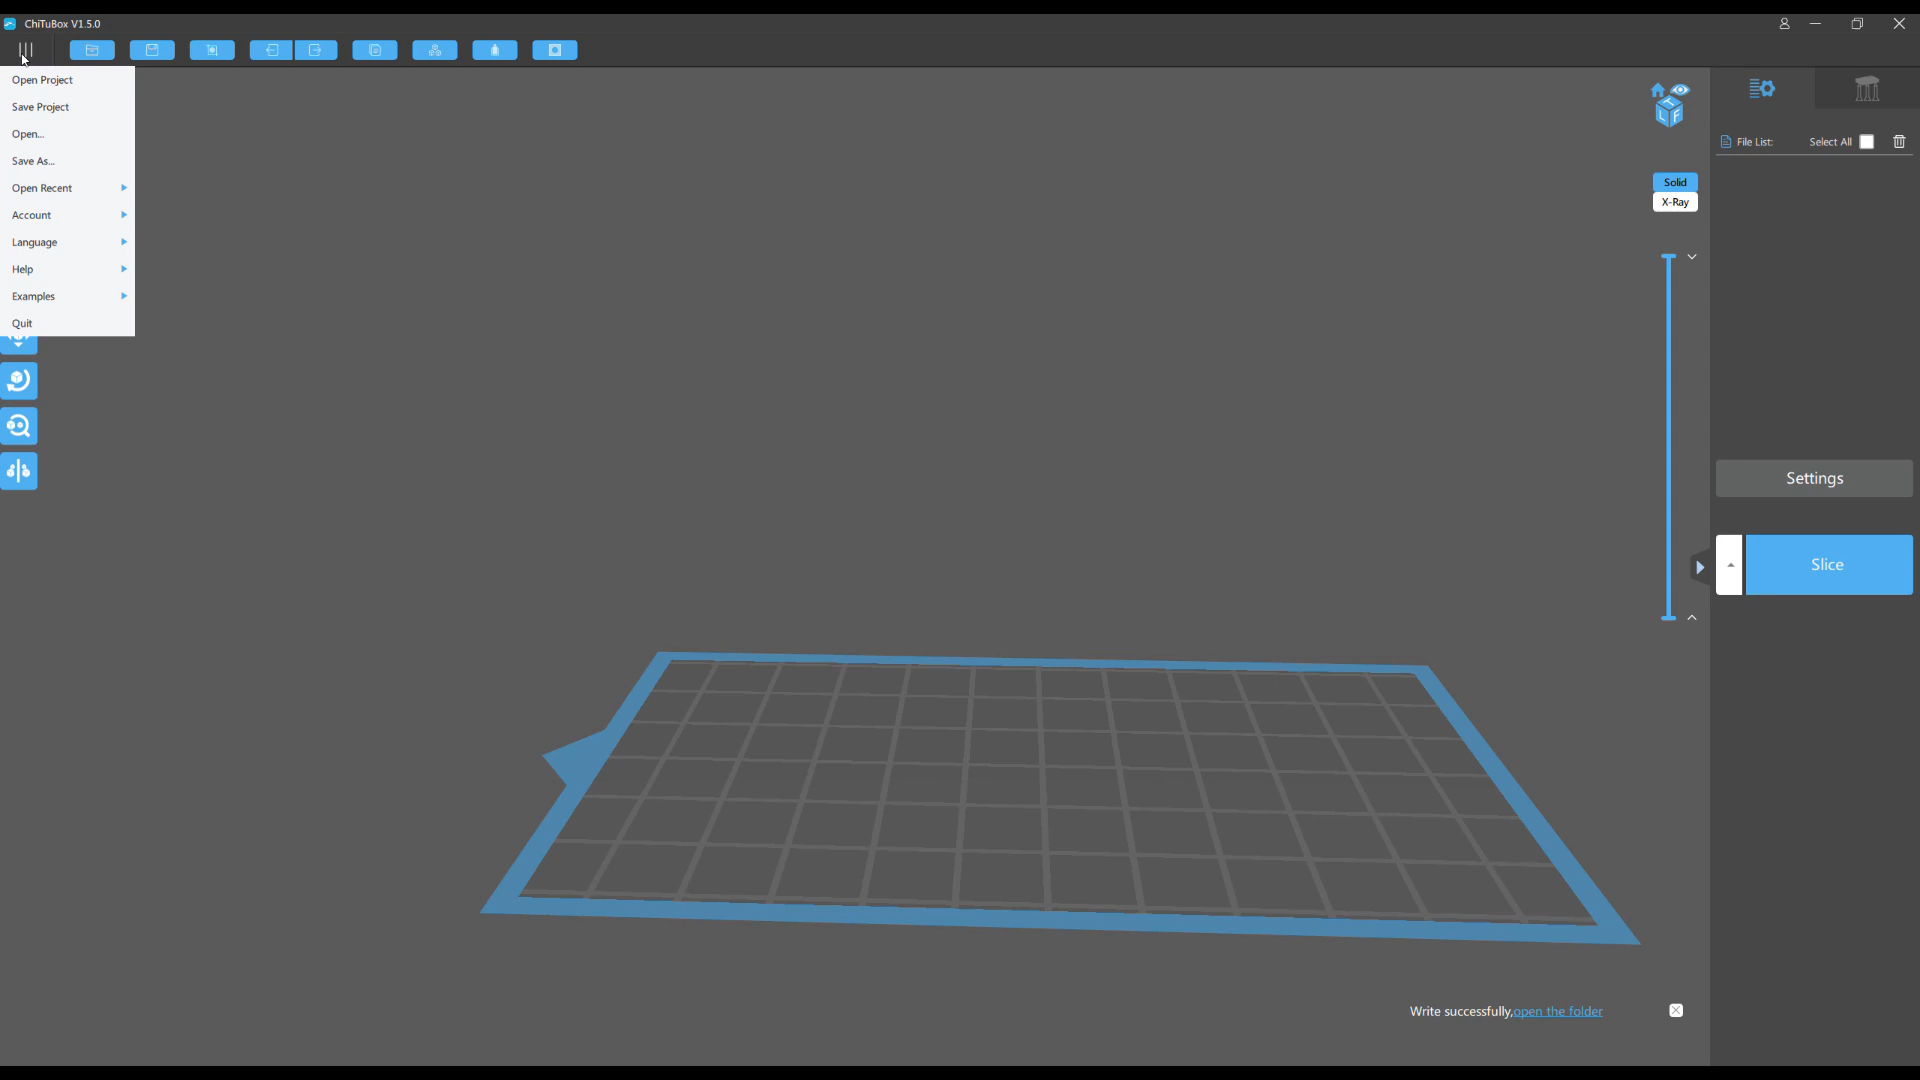 ChiTuBox V1.5.0
Open Project
Save Project
Open...
Save As...
Open Recent
Account
Language
Help
Examples
Quit
T
L F
Solid
X-Ray
File List:
Select All
Settings
Slice
Write successfully,open the folder